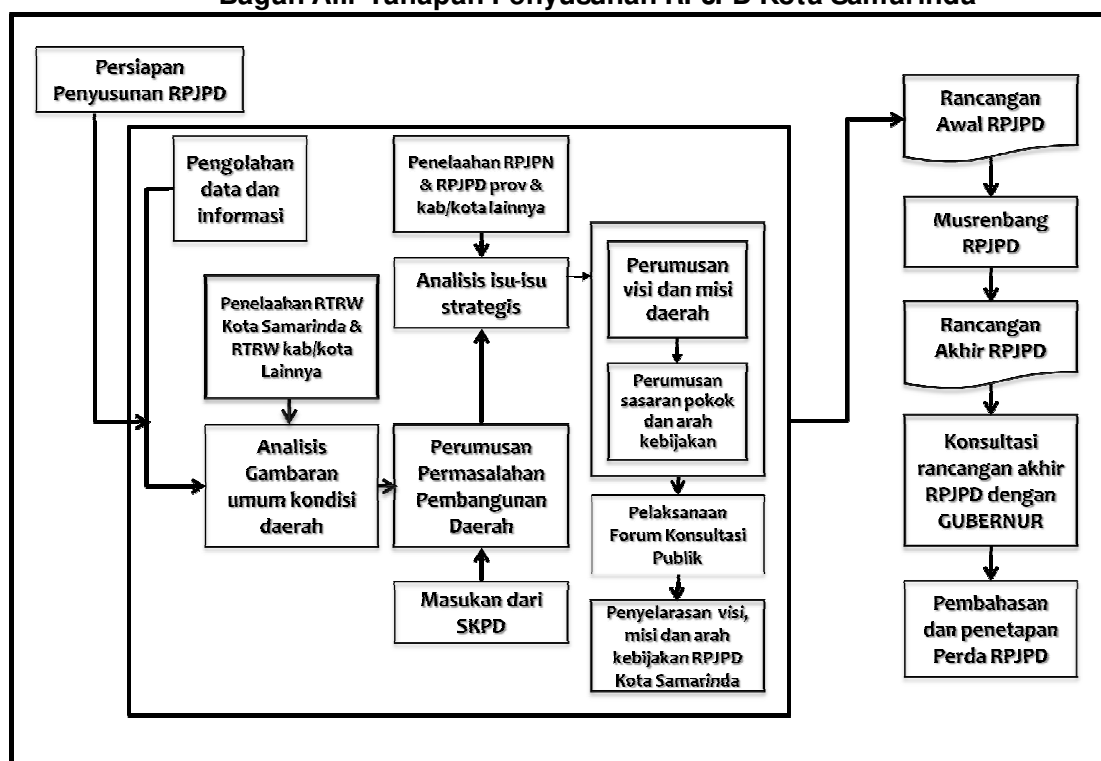 Bagan Alir Tahapan Penyusunan RPJPD Kota Samarinda
Persiapan
Penyusunan RPJPD
Pengolahan
data dan
informasi
Penelaahan RTRW
Kota Samarinda &
RTRW kab/kota
Lainnya
Analisis
Gambaran
umum kondisi
daerah
Penelaahan RPJPN
& RPJPD prov &
kab/kota lainnya
Analisis isu-isu
strategis
Perumusan
Permasalahan
Pembangunan
Daerah
Masukan dari
SKPD
Perumusan
visi dan misi
daerah
Perumusan
sasaran pokok
dan arah
kebijakan
Pelaksanaan
Forum Konsultasi
Publik
Penyelarasan visi,
misi dan arah
kebijakan RPJPD
Kota Samarinda
Rancangan
Awal RPJPD
Musrenbang
RPJPD
Rancangan
Akhir RPJPD
Konsultasi
rancangan akhir
RPJPD dengan
GUBERNUR
Pembahasan
dan penetapan
Perda RPJPD